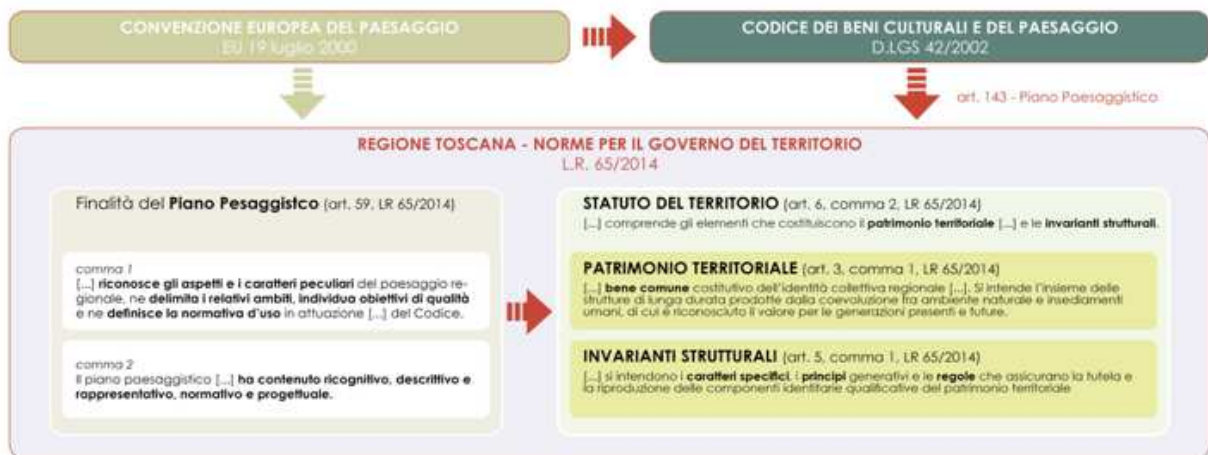 CONVENZIONE EUROPEA DEL PAESAGGIO
EU 19 luglio 2000
CODICE DEI BENI CULTURALI E DEL PAESAGGIO
D.LGS 42/2002
art. 143 - Piano Paesaggistico
REGIONE TOSCANA - NORME PER IL GOVERNO DEL TERRITORIO
L.R. 65/2014
Finalità del Piano Pesaggistco (art. 59, LR 65/2014)
comma 1
[...] riconosce gli aspetti e i caratteri peculiari del paesaggio re-
gionale, ne delimita i relativi ambiti, individua obiettivi di qualità
e ne definisce la normativa d'uso in attuazione [...] del Codice.
comma 2
Il piano paesaggistico [...] ha contenuto ricognitivo, descrittivo e
rappresentativo, normativo e progettuale.
STATUTO DEL TERRITORIO (art. 6, comma 2, LR 65/2014)
[...] comprende gli elementi che costituiscono il patrimonio territoriale [...] e le invarianti strutturali.
PATRIMONIO TERRITORIALE (art. 3, comma 1, LR 65/2014)
[...] bene comune costitutivo dell'identità collettiva regionale [...]. Si intende l'insieme delle
strutture di lunga durata prodotte dalla coevoluzione fra ambiente naturale e insediamenti
umani, di cui è riconosciuto il valore per le generazioni presenti e future.
INVARIANTI STRUTTURALI (art. 5, comma 1, LR 65/2014)
[...] si intendono i caratteri specifici, i principi generativi e le regole che assicurano la tutela e
la riproduzione delle componenti identitarie qualificative del patrimonio territoriale